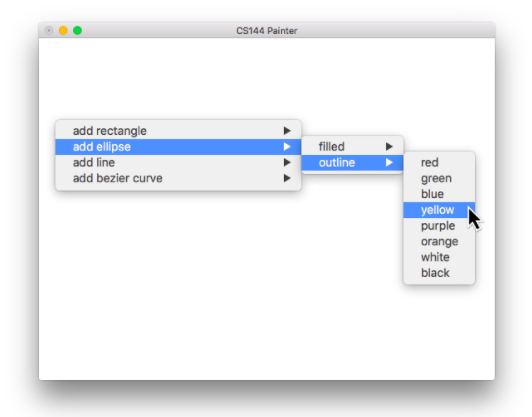 CS144 Painter
add rectangle
add ellipse
add line
add bezier curve
filled
outline
red
green
blue
yellow
purple
orange
white
black